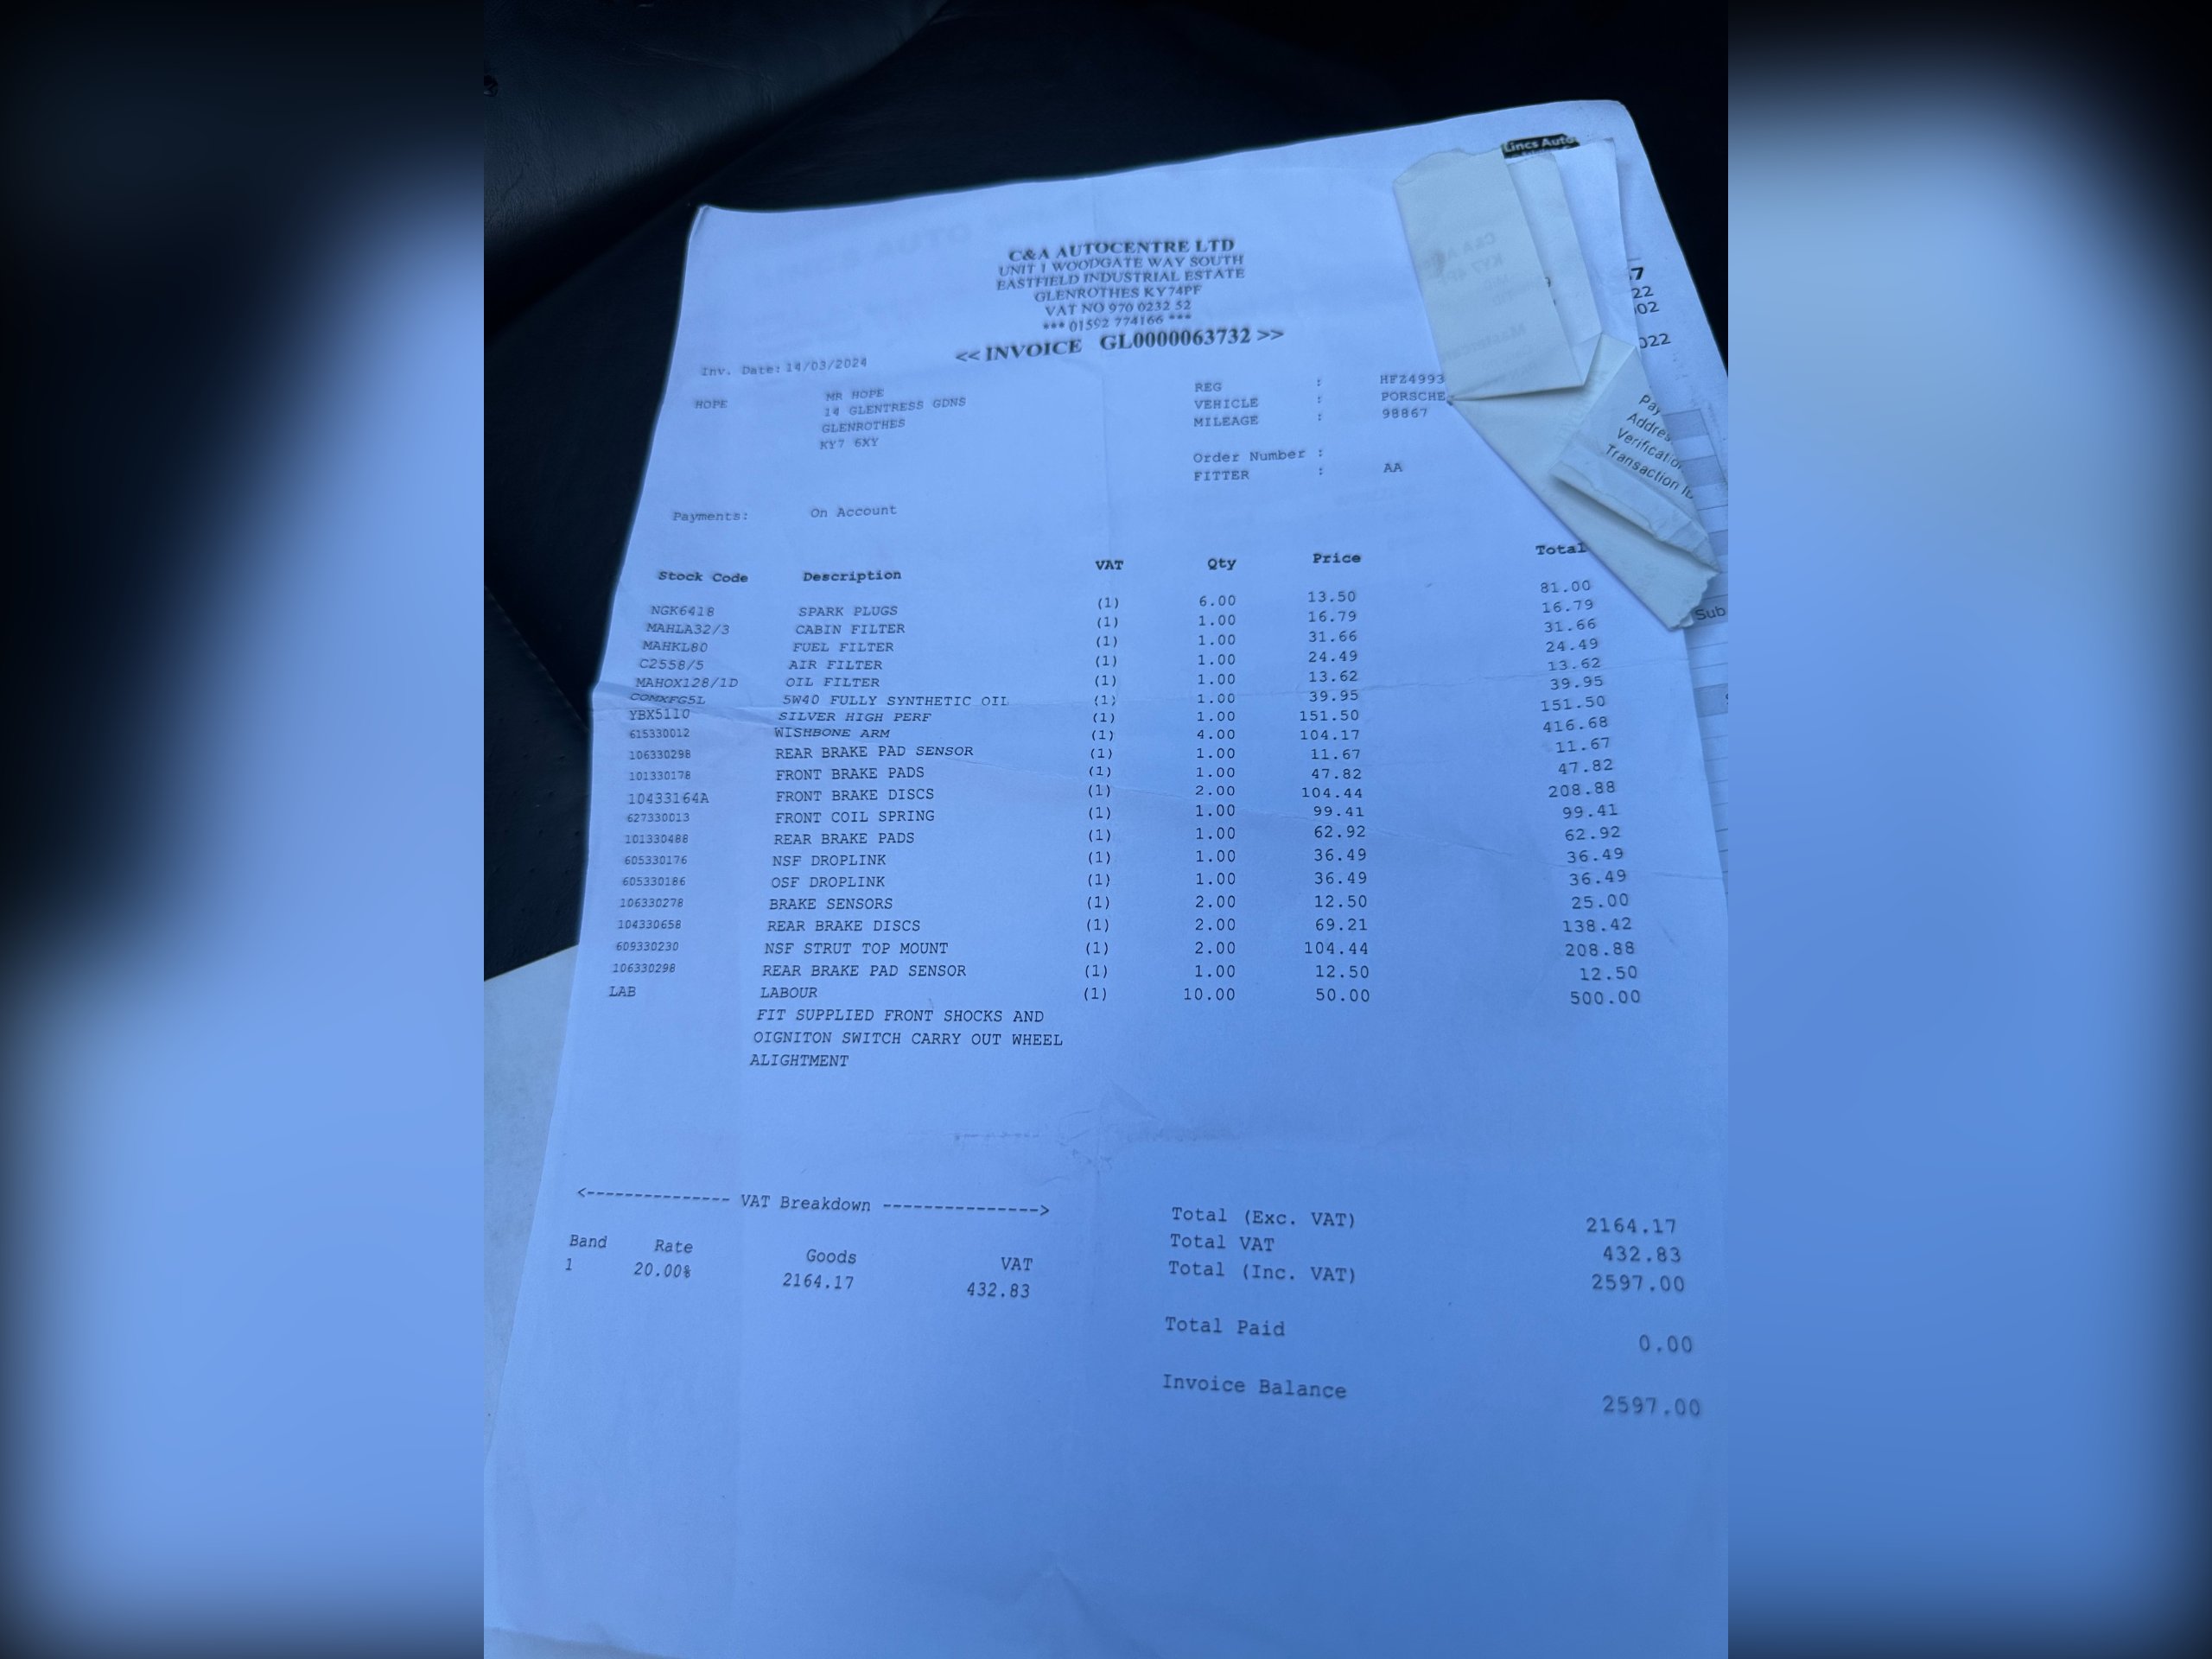 Lincs Auto
C&A AUTOCENTRE LTD
UNIT 1 WOODGATE WAY SOUTH
EASTFIELD INDUSTRIAL ESTATE
GLENROTHES KY74PF
VAT NO 970 0232 52
*** 01592 774166 ***
<< INVOICE GL0000063732 >>
Inv. Date: 14/03/2024
HOPE MR HOPE
14 GLENTRESS GDNS
GLENROTHES
KY7 6XY
REG : HFZ4993
VEHICLE : PORSCHE
MILEAGE : 98867
Order Number :
FITTER : AA
7
22
02
022
Pay
Addres
Verificatio
Transaction I
Sub
Payments: On Account
Stock Code Description VAT Qty Price Total
NGK6418 SPARK PLUGS (1) 6.00 13.50 81.00
MAHLA32/3 CABIN FILTER (1) 1.00 16.79 16.79
MAHKL80 FUEL FILTER (1) 1.00 31.66 31.66
C2558/5 AIR FILTER (1) 1.00 24.49 24.49
MAHOX128/1D OIL FILTER (1) 1.00 13.62 13.62
COMXFG5L 5W40 FULLY SYNTHETIC OIL (1) 1.00 39.95 39.95
YBX5110 SILVER HIGH PERF (1) 1.00 151.50 151.50
615330012 WISHBONE ARM (1) 4.00 104.17 416.68
106330298 REAR BRAKE PAD SENSOR (1) 1.00 11.67 11.67
101330178 FRONT BRAKE PADS (1) 1.00 47.82 47.82
10433164A FRONT BRAKE DISCS (1) 2.00 104.44 208.88
627330013 FRONT COIL SPRING (1) 1.00 99.41 99.41
101330488 REAR BRAKE PADS (1) 1.00 62.92 62.92
605330176 NSF DROPLINK (1) 1.00 36.49 36.49
605330186 OSF DROPLINK (1) 1.00 36.49 36.49
106330278 BRAKE SENSORS (1) 2.00 12.50 25.00
104330658 REAR BRAKE DISCS (1) 2.00 69.21 138.42
609330230 NSF STRUT TOP MOUNT (1) 2.00 104.44 208.88
106330298 REAR BRAKE PAD SENSOR (1) 1.00 12.50 12.50
LAB LABOUR (1) 10.00 50.00 500.00
FIT SUPPLIED FRONT SHOCKS AND
OIGNITON SWITCH CARRY OUT WHEEL
ALIGHTMENT
<--------------- VAT Breakdown --------------->
Band Rate Goods VAT
1 20.00% 2164.17 432.83
Total (Exc. VAT) 2164.17
Total VAT 432.83
Total (Inc. VAT) 2597.00
Total Paid 0.00
Invoice Balance 2597.00